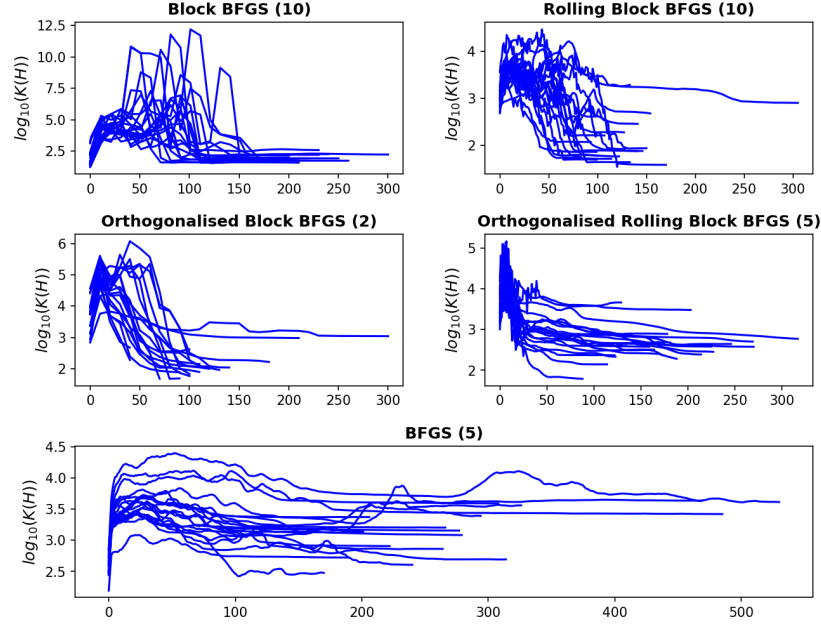 Block BFGS (10)
log10(K(H))
12.5
10.0
7.5
5.0
2.5
0 50 100 150 200 250 300
Rolling Block BFGS (10)
log10(K(H))
4
3
2
0 50 100 150 200 250 300
Orthogonalised Block BFGS (2)
log10(K(H))
6
5
4
3
2
0 50 100 150 200 250 300
Orthogonalised Rolling Block BFGS (5)
log10(K(H))
5
4
3
2
0 50 100 150 200 250 300
BFGS (5)
log10(K(H))
4.5
4.0
3.5
3.0
2.5
0 100 200 300 400 500